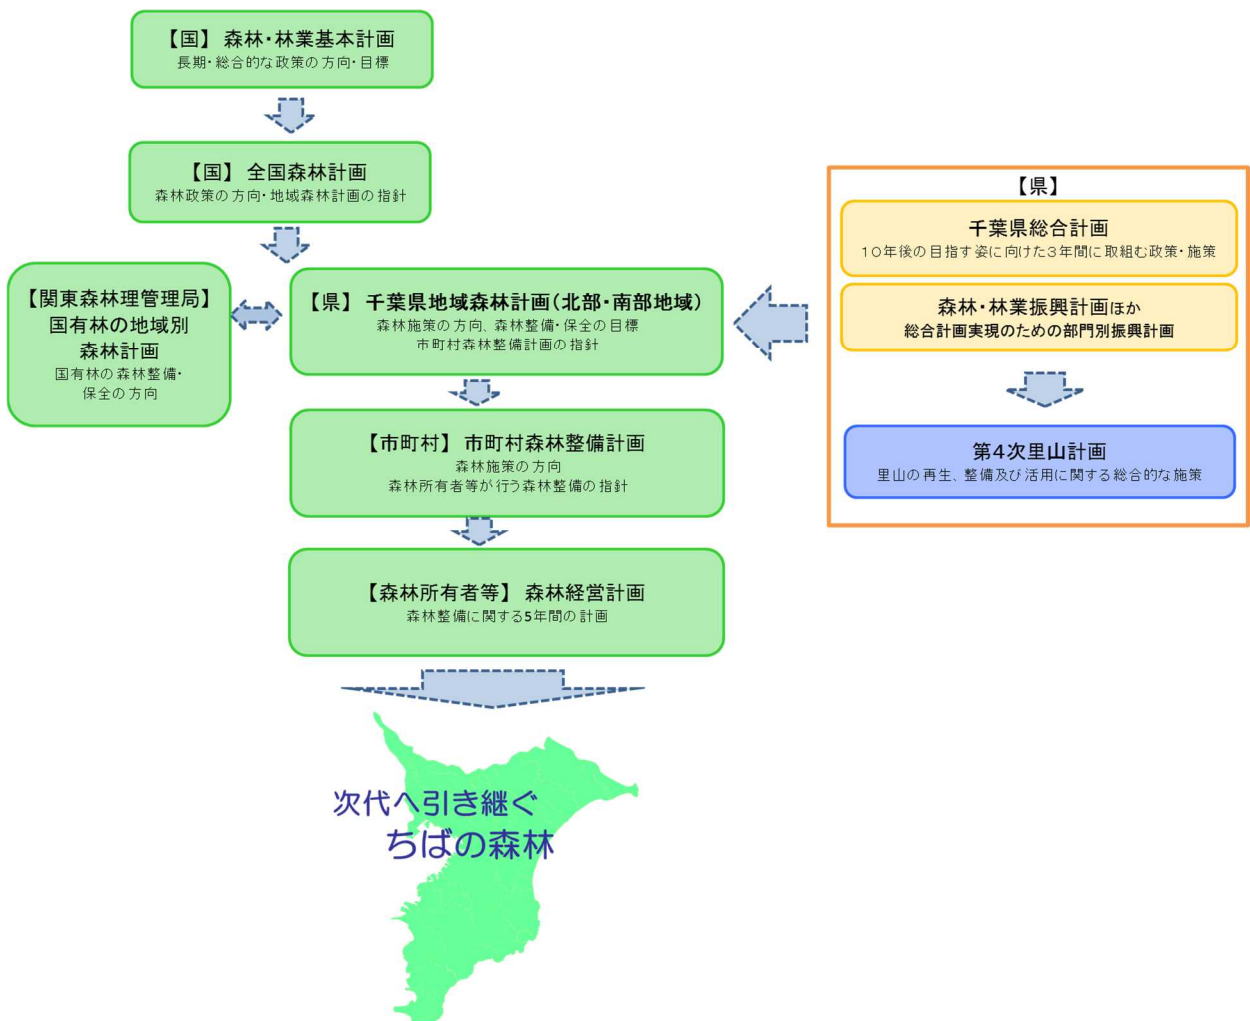 【国】 森林・林業基本計画
長期・総合的な政策の方向・目標
【国】 全国森林計画
森林政策の方向・地域森林計画の指針
【関東森林理管理局】
国有林の地域別
森林計画
国有林の森林整備・
保全の方向
【県】 千葉県地域森林計画(北部・南部地域)
森林施策の方向、森林整備・保全の目標
市町村森林整備計画の指針
【市町村】 市町村森林整備計画
森林施策の方向
森林所有者等が行う森林整備の指針
【森林所有者等】 森林経営計画
森林整備に関する5年間の計画
【県】
千葉県総合計画
10年後の目指す姿に向けた3年間に取組む政策・施策
森林・林業振興計画ほか
総合計画実現のための部門別振興計画
第4次里山計画
里山の再生、整備及び活用に関する総合的な施策
次代へ引き継ぐ
ちばの森林